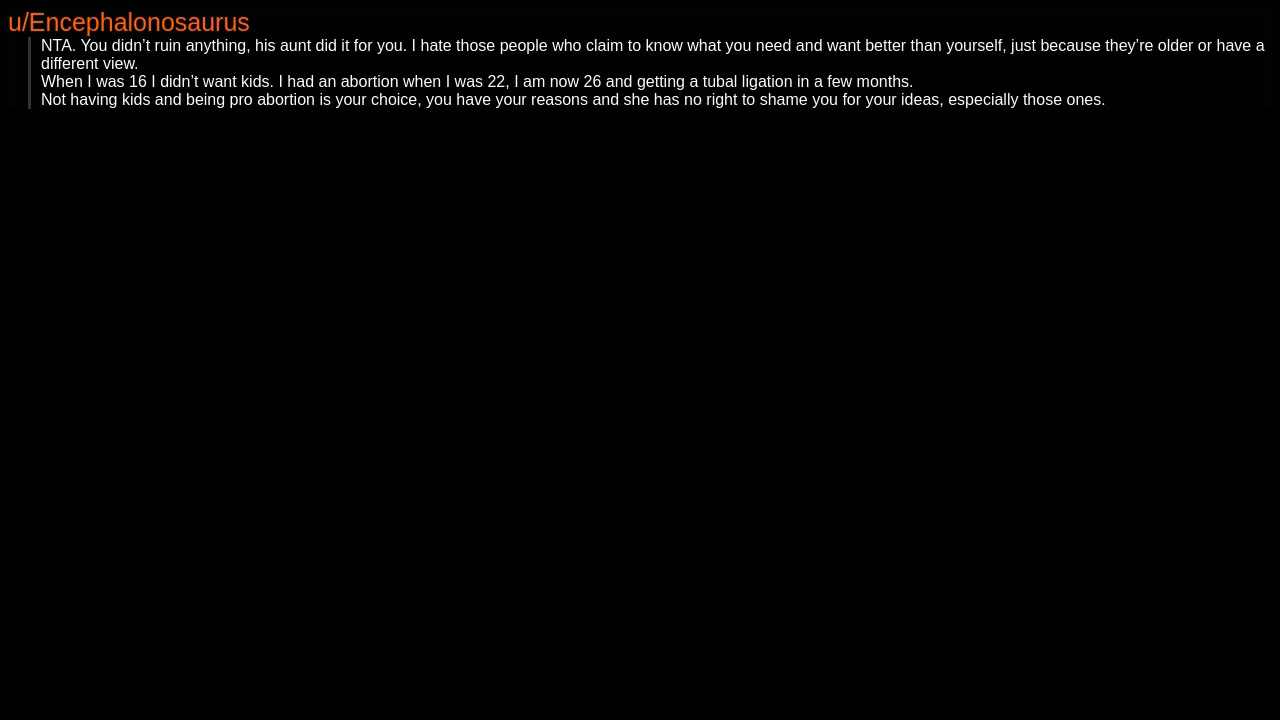 u/Encephalonosaurus
NTA. You didn’t ruin anything, his aunt did it for you. I hate those people who claim to know what you need and want better than yourself, just because they’re older or have a
different view.
When I was 16 I didn’t want kids. I had an abortion when I was 22, I am now 26 and getting a tubal ligation in a few months.
Not having kids and being pro abortion is your choice, you have your reasons and she has no right to shame you for your ideas, especially those ones.